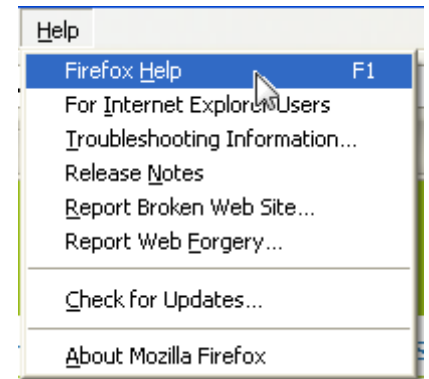 Help
Firefox Help F1
For Internet Explorer Users
Troubleshooting Information...
Release Notes
Report Broken Web Site...
Report Web Forgery...
Check for Updates...
About Mozilla Firefox